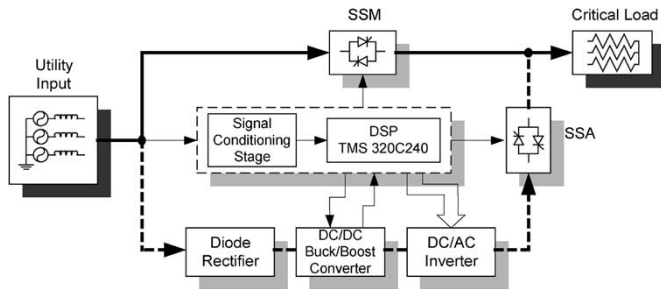 SSM
Critical Load
Utility
Input
Signal
Conditioning
Stage
DSP
TMS 320C240
SSA
Diode
Rectifier
DC/DC
Buck/Boost
Converter
DC/AC
Inverter